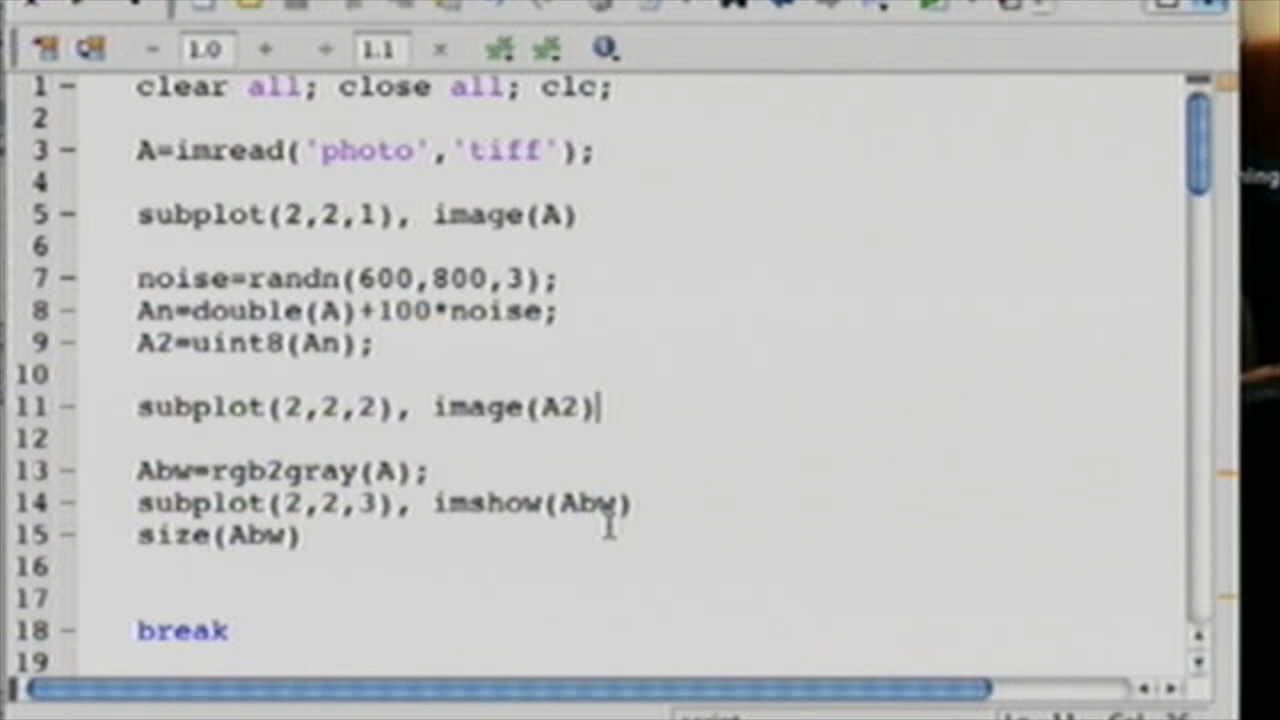 - 1.0 + ÷ 1.1 ×
1 - clear all; close all; clc;
2
3 - A=imread('photo','tiff');
4
5 - subplot(2,2,1), image(A)
6
7 - noise=randn(600,800,3);
8 - An=double(A)+100*noise;
9 - A2=uint8(An);
10
11 - subplot(2,2,2), image(A2)
12
13 - Abw=rgb2gray(A);
14 - subplot(2,2,3), imshow(Abw)
15 - size(Abw)
16
17
18 - break
19